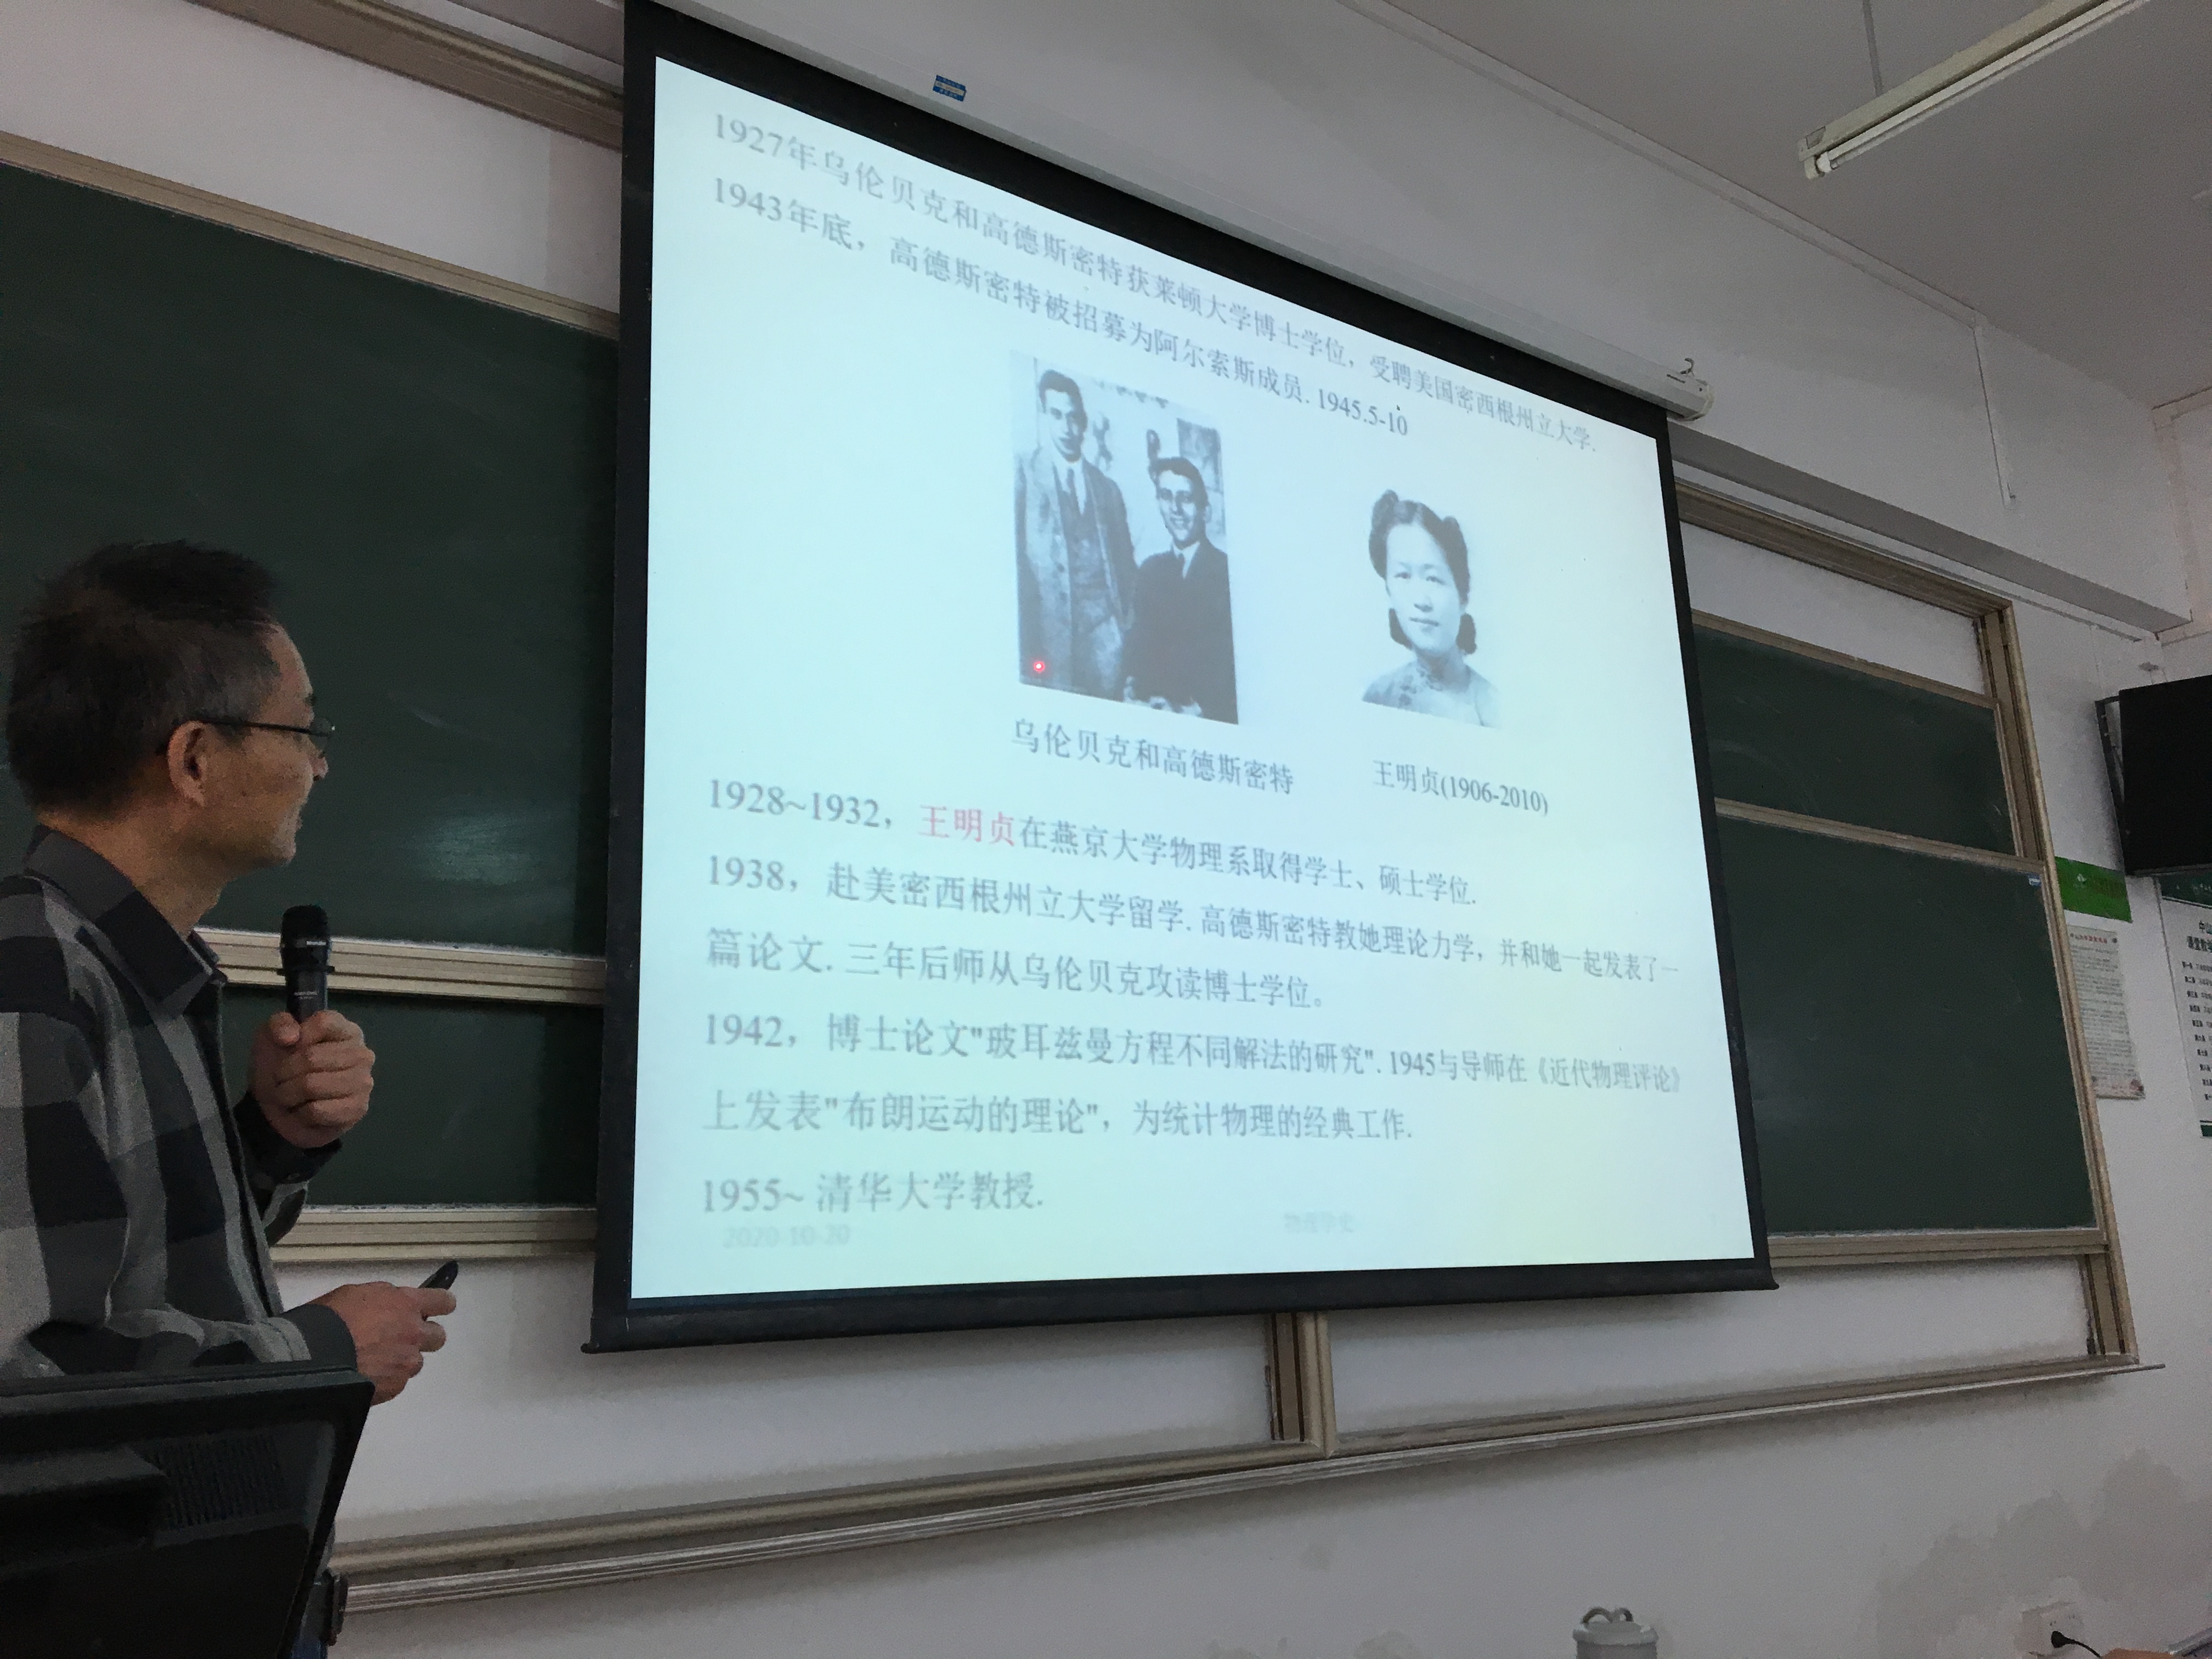 1927年乌伦贝克和高德斯密特获莱顿大学博士学位，受聘美国密西根州立大学.
1943年底，高德斯密特被招募为阿尔索斯成员. 1945.5-10
乌伦贝克和高德斯密特
王明贞(1906-2010)
1928~1932，王明贞在燕京大学物理系取得学士、硕士学位.
1938，赴美密西根州立大学留学. 高德斯密特教她理论力学，并和她一起发表了一
篇论文. 三年后师从乌伦贝克攻读博士学位。
1942，博士论文"玻耳兹曼方程不同解法的研究". 1945与导师在《近代物理评论》
上发表"布朗运动的理论"，为统计物理的经典工作.
1955~ 清华大学教授.
2020-10-20
物理学史
中山